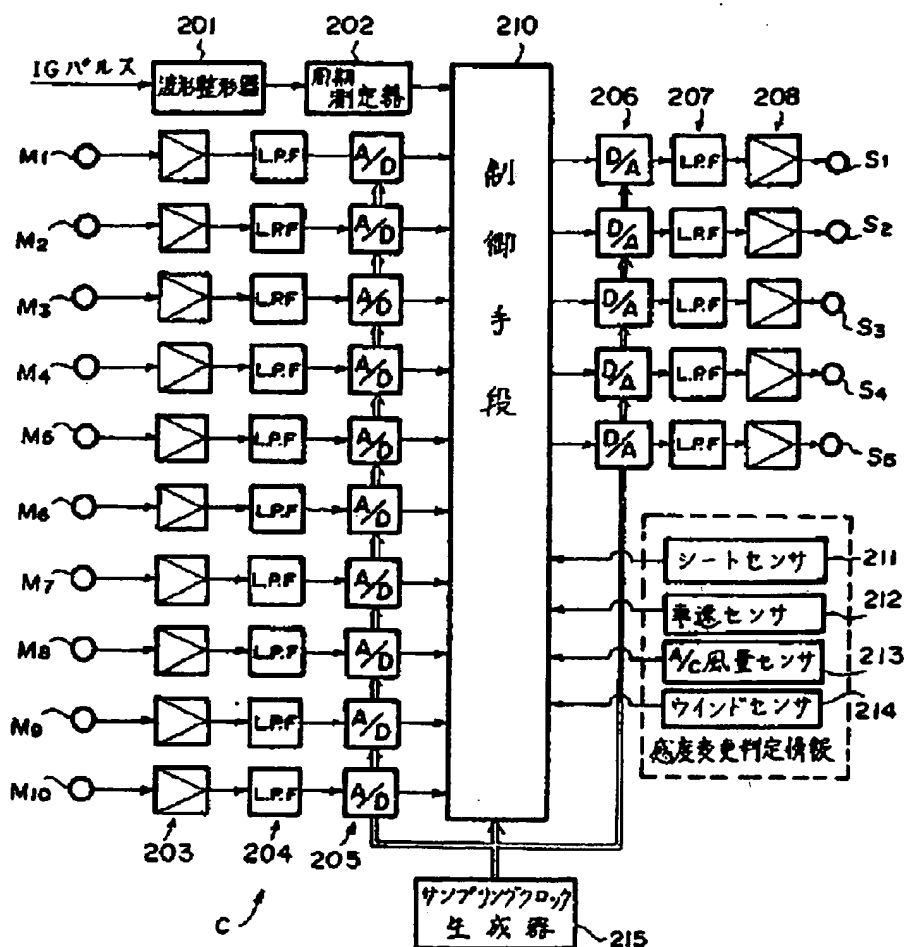 201
202
210
IGパルス
波形整形器
周期
測定器
206
207
208
M1
L.P.F
A/D
制御手段
D/A
L.P.F
S1
M2
L.P.F
A/D
D/A
L.P.F
S2
M3
L.P.F
A/D
D/A
L.P.F
S3
M4
L.P.F
A/D
D/A
L.P.F
S4
M5
L.P.F
A/D
D/A
L.P.F
S5
M6
L.P.F
A/D
シートセンサ
211
M7
L.P.F
A/D
車速センサ
212
M8
L.P.F
A/D
A/C風量センサ
213
M9
L.P.F
A/D
ウインドセンサ
214
感度変更判定情報
M10
L.P.F
A/D
203
204
205
C
サンプリングクロック
生成器
215